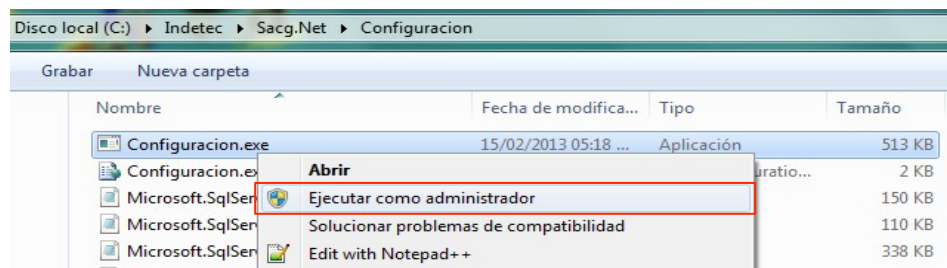 Disco local (C:) ▸ Indetec ▸ Sacg.Net ▸ Configuracion
Grabar Nueva carpeta
Nombre Fecha de modifica... Tipo Tamaño
Configuracion.exe 15/02/2013 05:18 ... Aplicación 513 KB
Configuracion.ex uratio... 2 KB
Abrir
Microsoft.SqlSer 150 KB
Ejecutar como administrador
Microsoft.SqlSer 110 KB
Solucionar problemas de compatibilidad
Microsoft.SqlSer 338 KB
Edit with Notepad++